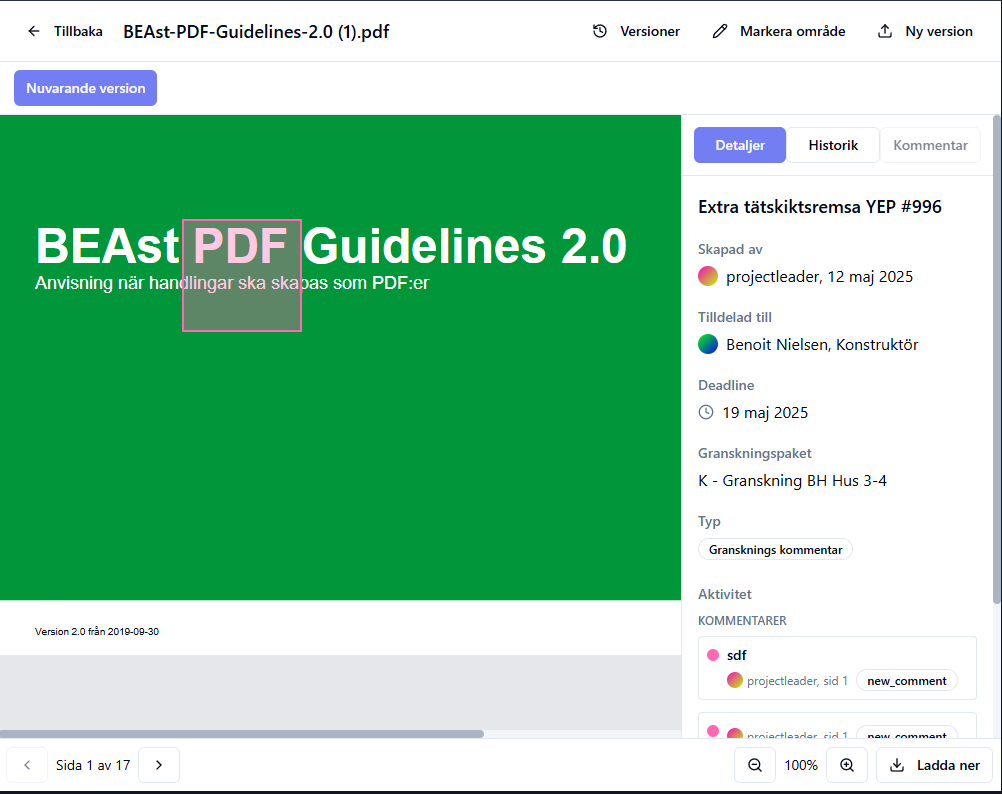 Tillbaka BEAst-PDF-Guidelines-2.0 (1).pdf Versioner Markera område Ny version
Nuvarande version
BEAst PDF Guidelines 2.0
Anvisning när handlingar ska skapas som PDF:er
Version 2.0 från 2019-09-30
Detaljer Historik Kommentar
Extra tätskiktsremsa YEP #996
Skapad av
projectleader, 12 maj 2025
Tilldelad till
Benoit Nielsen, Konstruktör
Deadline
19 maj 2025
Granskningspaket
K - Granskning BH Hus 3-4
Typ
Gransknings kommentar
Aktivitet
KOMMENTARER
sdf
projectleader, sid 1 new_comment
projectleader, sid 1 new_comment
Sida 1 av 17 100% Ladda ner